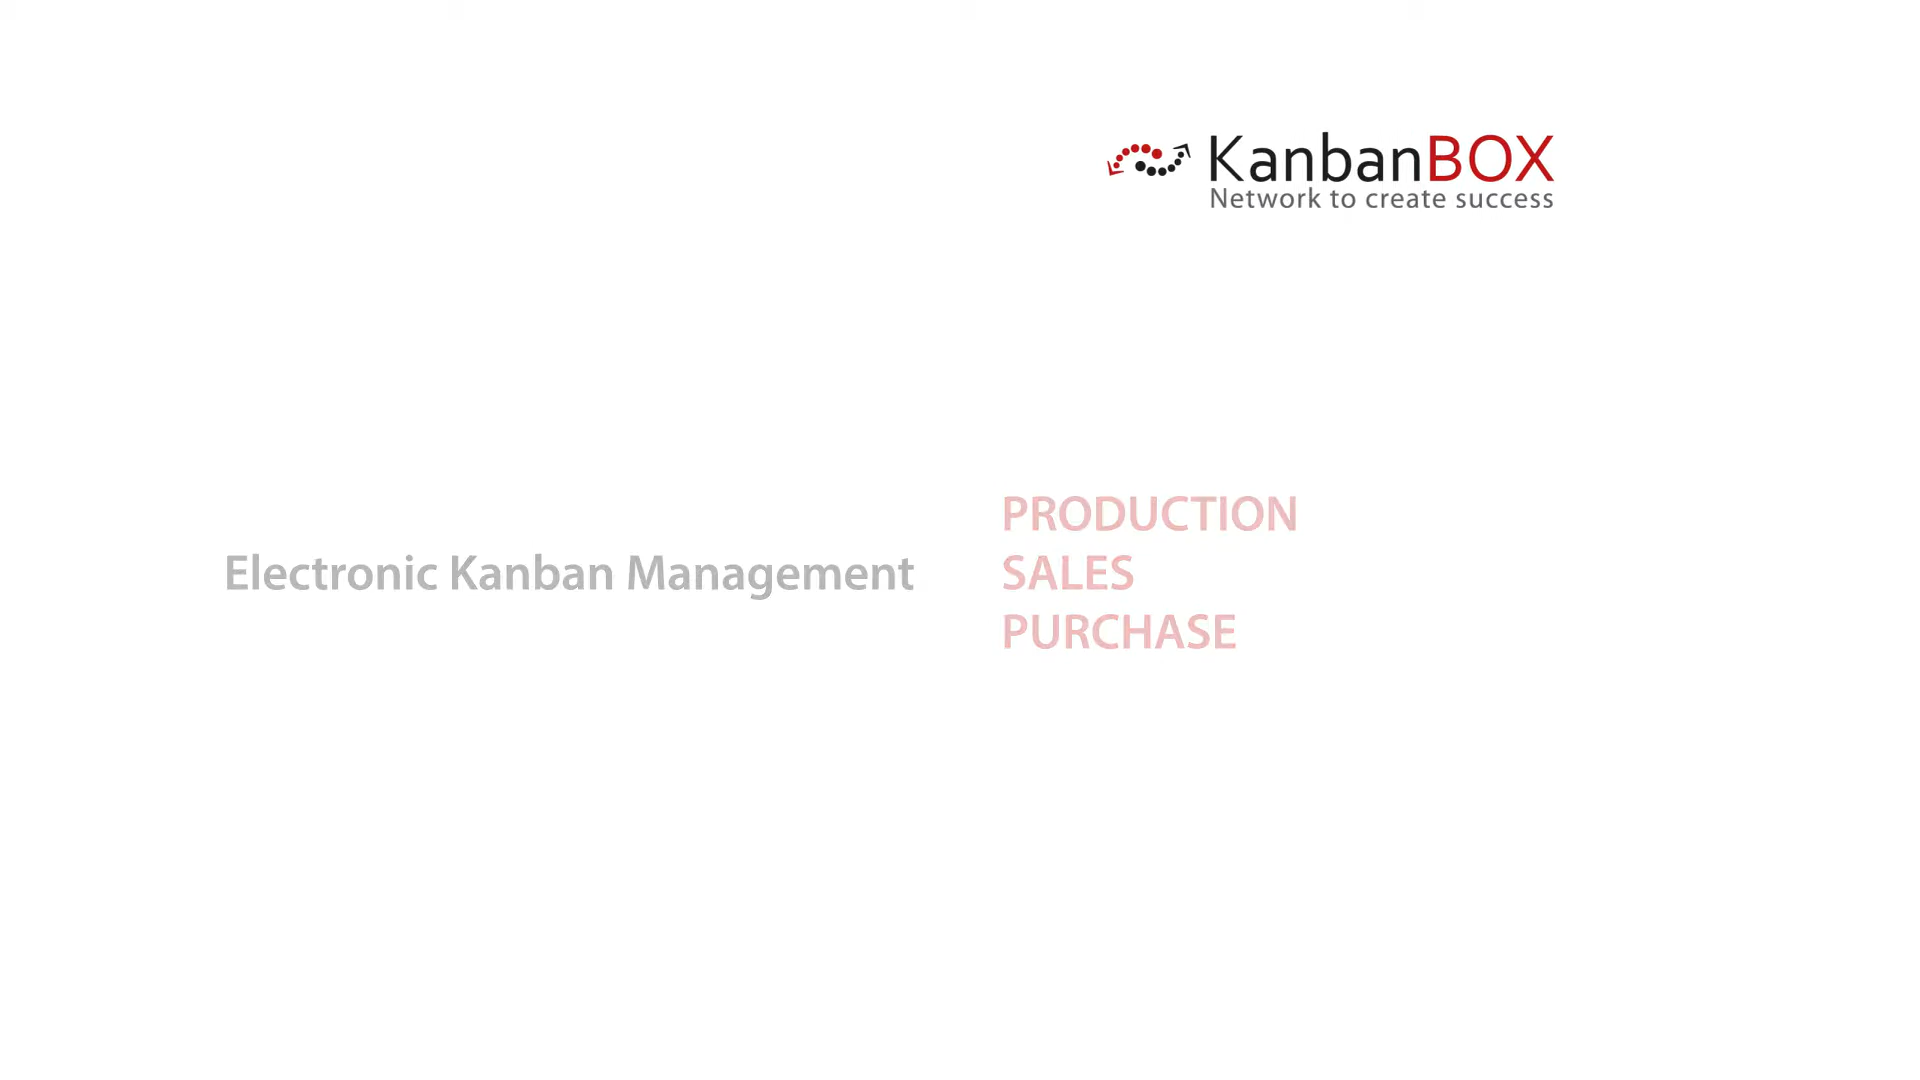 KanbanBOX
Network to create success
PRODUCTION
Electronic Kanban Management
SALES
PURCHASE